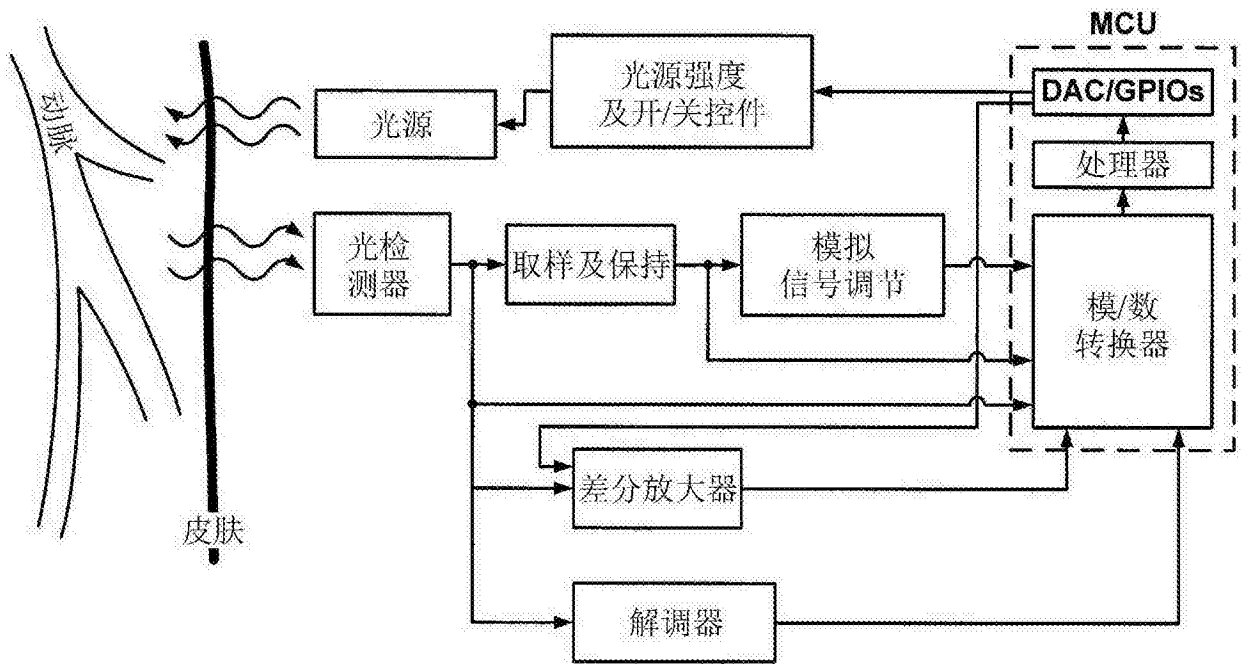 MCU
动脉
光源强度
及开/关控件
DAC/GPIOs
光源
处理器
光检
测器
取样及保持
模拟
信号调节
模/数
转换器
差分放大器
皮肤
解调器